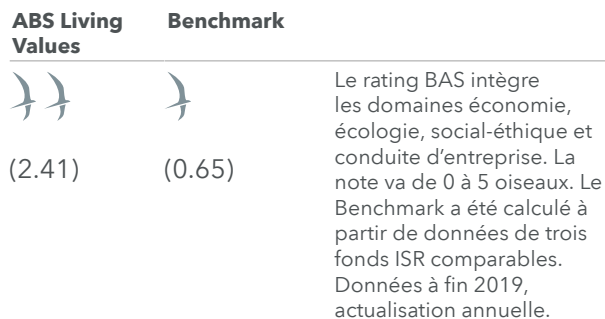 ABS Living Values
Benchmark
(2.41)
(0.65)
Le rating BAS intègre
les domaines économie,
écologie, social-éthique et
conduite d'entreprise. La
note va de 0 à 5 oiseaux. Le
Benchmark a été calculé à
partir de données de trois
fonds ISR comparables.
Données à fin 2019,
actualisation annuelle.